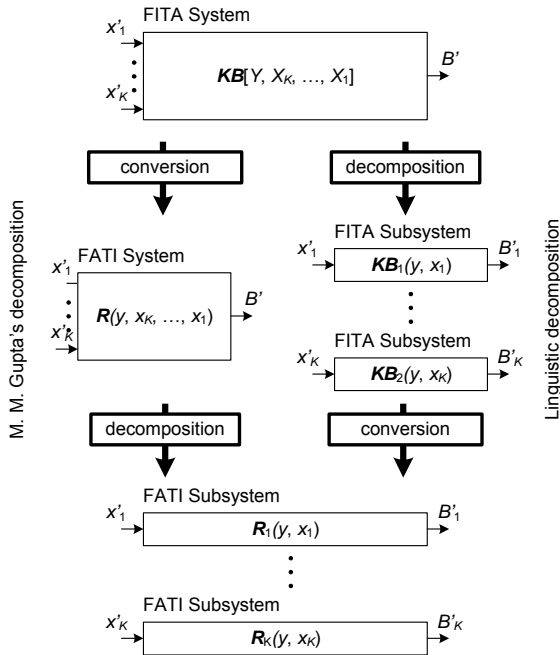 FITA System
x'1
KB[Y, XK, …, X1]
B'
x'K
conversion
decomposition
M. M. Gupta's decomposition
Linguistic decomposition
FATI System
x'1
R(y, xK, …, x1)
B'
x'K
FITA Subsystem
x'1
KB1(y, x1)
B'1
FITA Subsystem
x'K
KB2(y, xK)
B'K
decomposition
conversion
FATI Subsystem
x'1
R1(y, x1)
B'1
FATI Subsystem
x'K
RK(y, xK)
B'K